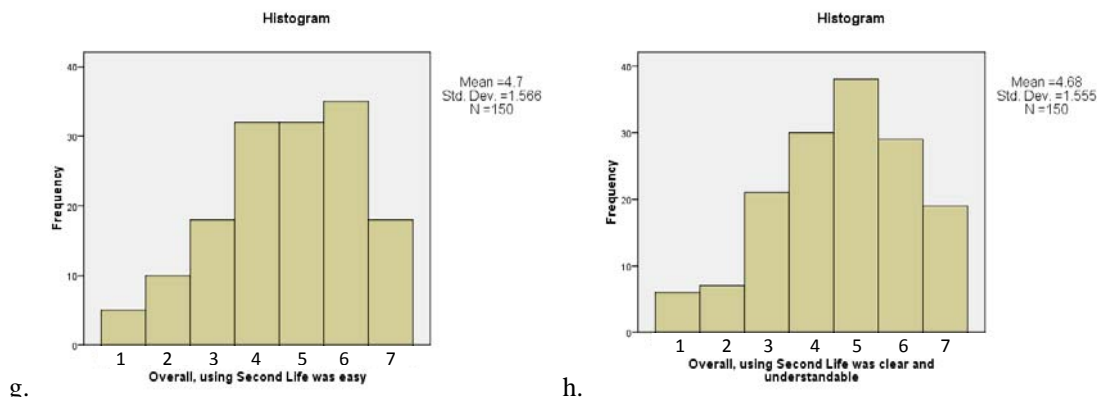 Histogram
Mean =4.7
Std. Dev. =1.566
N =150
Frequency
40
30
20
10
0
1 2 3 4 5 6 7
Overall, using Second Life was easy
g.
Histogram
Mean =4.68
Std. Dev. =1.555
N =150
Frequency
40
30
20
10
0
1 2 3 4 5 6 7
Overall, using Second Life was clear and
understandable
h.